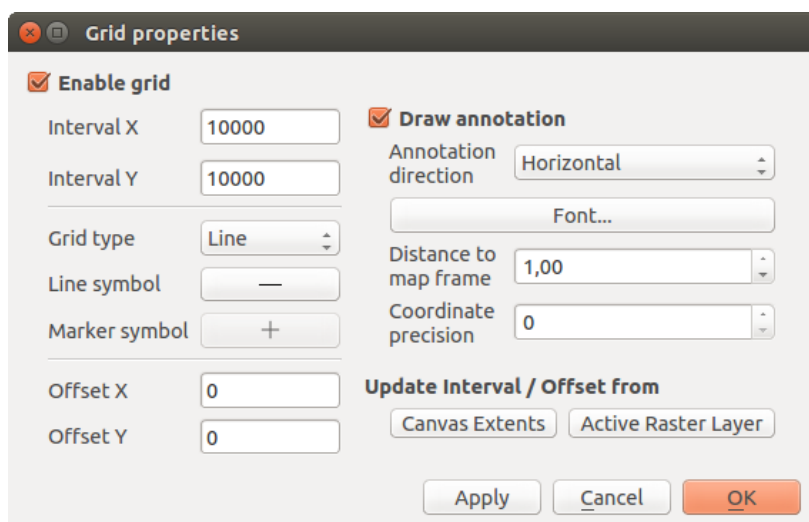 Grid properties
Enable grid
Interval X 10000
Interval Y 10000
Grid type Line
Line symbol
Marker symbol
Offset X 0
Offset Y 0
Draw annotation
Annotation
direction Horizontal
Font...
Distance to
map frame 1,00
Coordinate
precision 0
Update Interval / Offset from
Canvas Extents Active Raster Layer
Apply Cancel OK